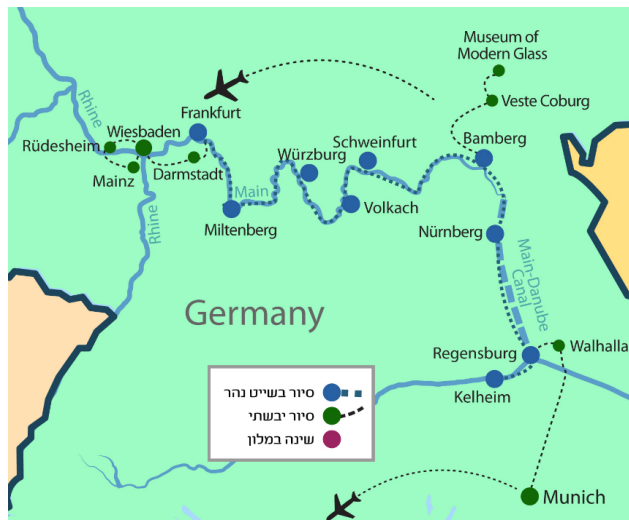 Museum of
Modern Glass
Veste Coburg
Rhine
Frankfurt
Wiesbaden
Rüdesheim
Mainz
Darmstadt
Schweinfurt
Würzburg
Bamberg
Main
Miltenberg
Volkach
Rhine
Nürnberg
Main-Danube
Canal
Germany
Regensburg
Walhalla
Kelheim
סיור בשייט נהר
סיור יבשתי
שינה במלון
Munich